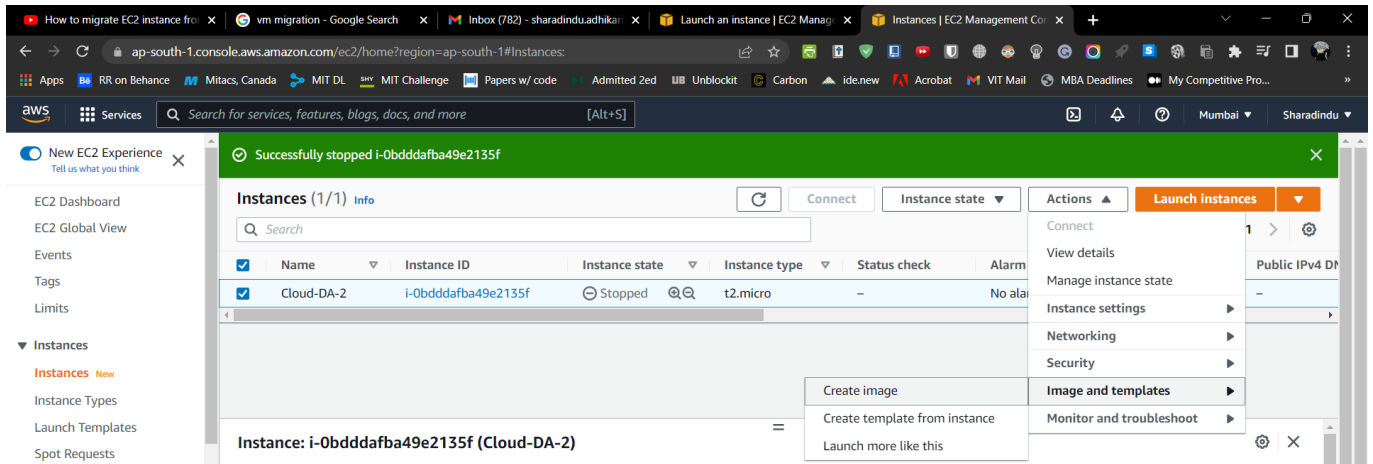 How to migrate EC2 instance fro
vm migration - Google Search
Inbox (782) - sharadindu.adhikari
Launch an instance | EC2 Manage
Instances | EC2 Management Con
ap-south-1.console.aws.amazon.com/ec2/home?region=ap-south-1#Instances:
Apps
RR on Behance
Mitacs, Canada
MIT DL
MIT Challenge
Papers w/ code
Admitted 2ed
Unblockit
Carbon
ide.new
Acrobat
VIT Mail
MBA Deadlines
My Competitive Pro...
aws
Services
Search for services, features, blogs, docs, and more
[Alt+S]
Mumbai
Sharadindu
New EC2 Experience
Tell us what you think
Successfully stopped i-0bdddafba49e2135f
EC2 Dashboard
EC2 Global View
Events
Tags
Limits
Instances
Instances New
Instance Types
Launch Templates
Spot Requests
Instances (1/1) Info
Connect
Instance state
Actions
Launch instances
Search
1
Name
Instance ID
Instance state
Instance type
Status check
Alarm
Public IPv4 DN
Cloud-DA-2
i-0bdddafba49e2135f
Stopped
t2.micro
–
No alar
–
Connect
View details
Manage instance state
Instance settings
Networking
Security
Image and templates
Monitor and troubleshoot
Create image
Create template from instance
Launch more like this
Instance: i-0bdddafba49e2135f (Cloud-DA-2)